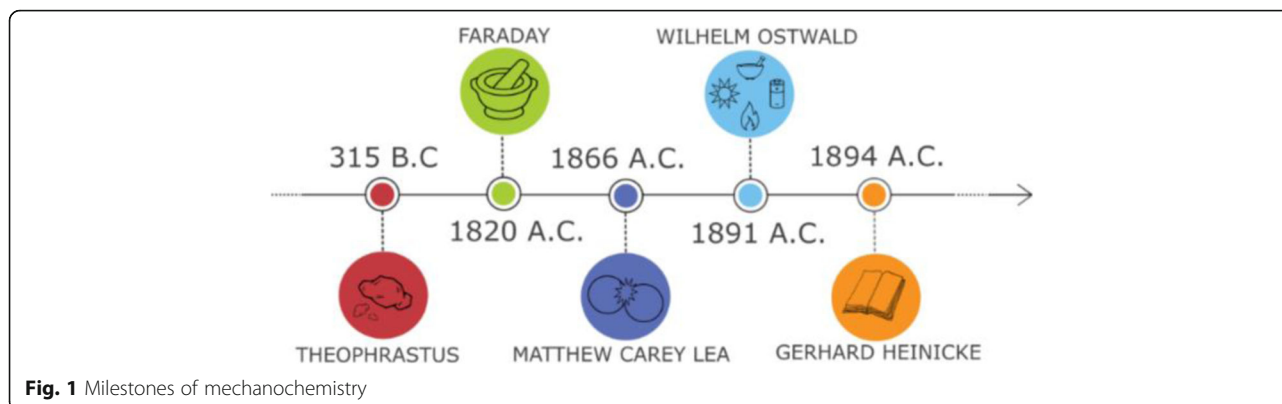 FARADAY
WILHELM OSTWALD
315 B.C
1866 A.C.
1894 A.C.
1820 A.C.
1891 A.C.
THEOPHRASTUS
MATTHEW CAREY LEA
GERHARD HEINICKE
Fig. 1 Milestones of mechanochemistry